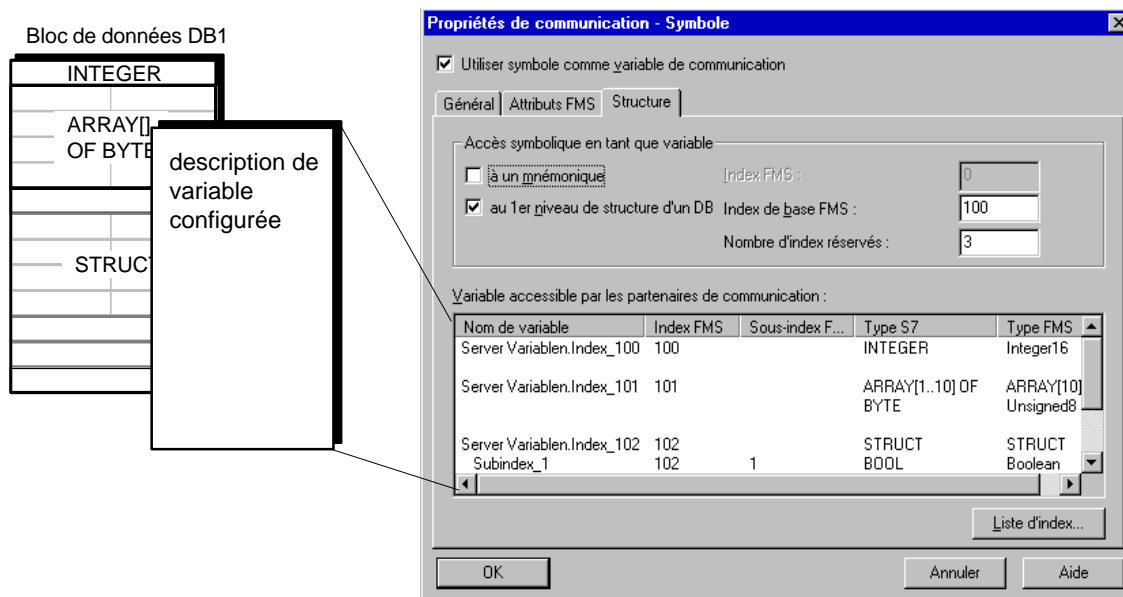 Bloc de données DB1
INTEGER
ARRAY[]
OF BYTE
STRUCT
description de
variable
configurée
Propriétés de communication - Symbole
Utiliser symbole comme variable de communication
Général Attributs FMS Structure
Accès symbolique en tant que variable
à un mnémonique Index FMS : 0
au 1er niveau de structure d'un DB Index de base FMS : 100
Nombre d'index réservés : 3
Variable accessible par les partenaires de communication :
Nom de variable Index FMS Sous-index F... Type S7 Type FMS
Server Variablen.Index_100 100 INTEGER Integer16
Server Variablen.Index_101 101 ARRAY[1..10] OF ARRAY[10]
BYTE Unsigned8
Server Variablen.Index_102 102 STRUCT STRUCT
Subindex_1 102 1 BOOL Boolean
Liste d'index...
OK Annuler Aide